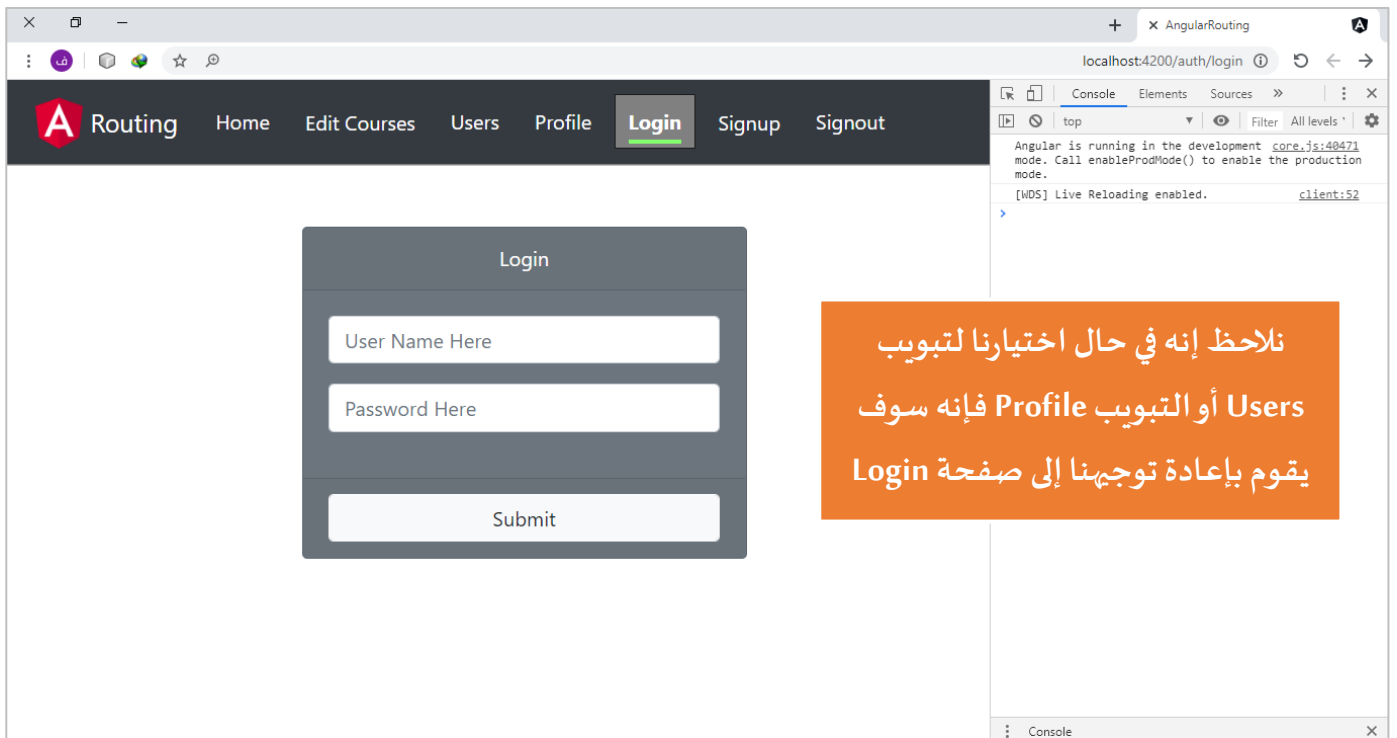 AngularRouting
localhost:4200/auth/login
ف
Routing Home Edit Courses Users Profile Login Signup Signout
Console Elements Sources »
top Filter All levels
Angular is running in the development core.js:40471
mode. Call enableProdMode() to enable the production
mode.
[WDS] Live Reloading enabled. client:52
Login
User Name Here
Password Here
Submit
نلاحظ إنه في حال اختيارنا لتبويب
Users أو التبويب Profile فإنه سوف
يقوم بإعادة توجيهنا إلى صفحة Login
Console